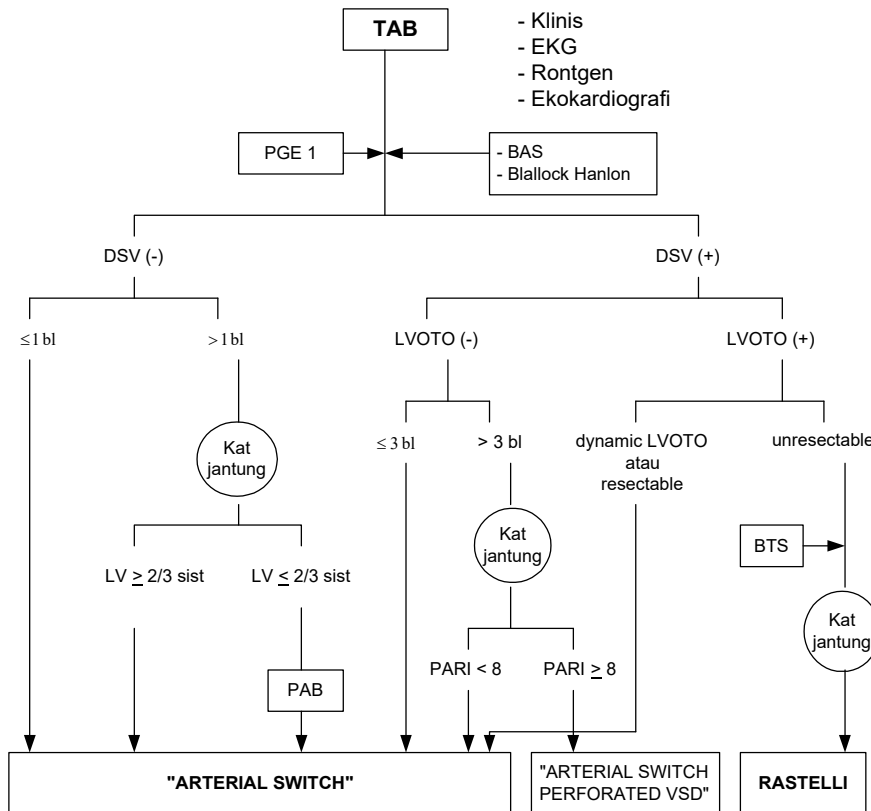 TAB
- Klinis
- EKG
- Rontgen
- Ekokardiografi
PGE 1
- BAS
- Blallock Hanlon
DSV (-)
DSV (+)
≤1 bl
>1 bl
LVOTO (-)
LVOTO (+)
≤ 3 bl
> 3 bl
dynamic LVOTO
atau
resectable
unresectable
Kat
jantung
Kat
jantung
BTS
LV ≥ 2/3 sist
LV ≤ 2/3 sist
Kat
jantung
PARI < 8
PARI ≥ 8
PAB
"ARTERIAL SWITCH"
"ARTERIAL SWITCH
PERFORATED VSD"
RASTELLI